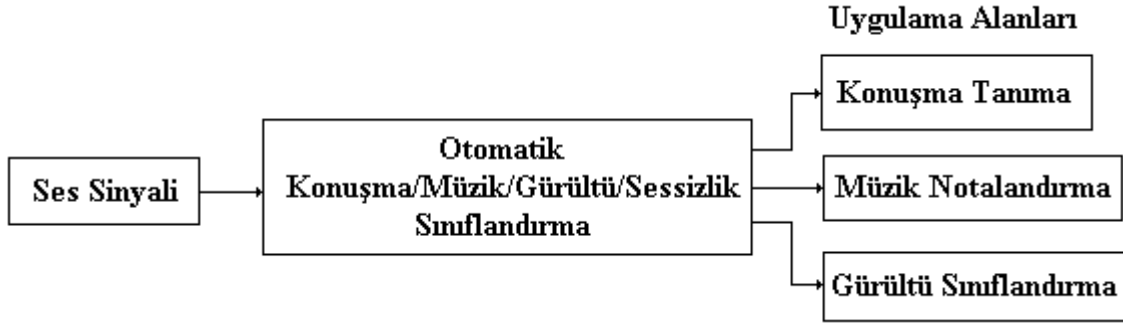 Uygulama Alanları
Konuşma Tanıma
Ses Sinyali
Otomatik
Konuşma/Müzik/Gürültü/Sessizlik
Sınıflandırma
Müzik Notalandırma
Gürültü Sınıflandırma